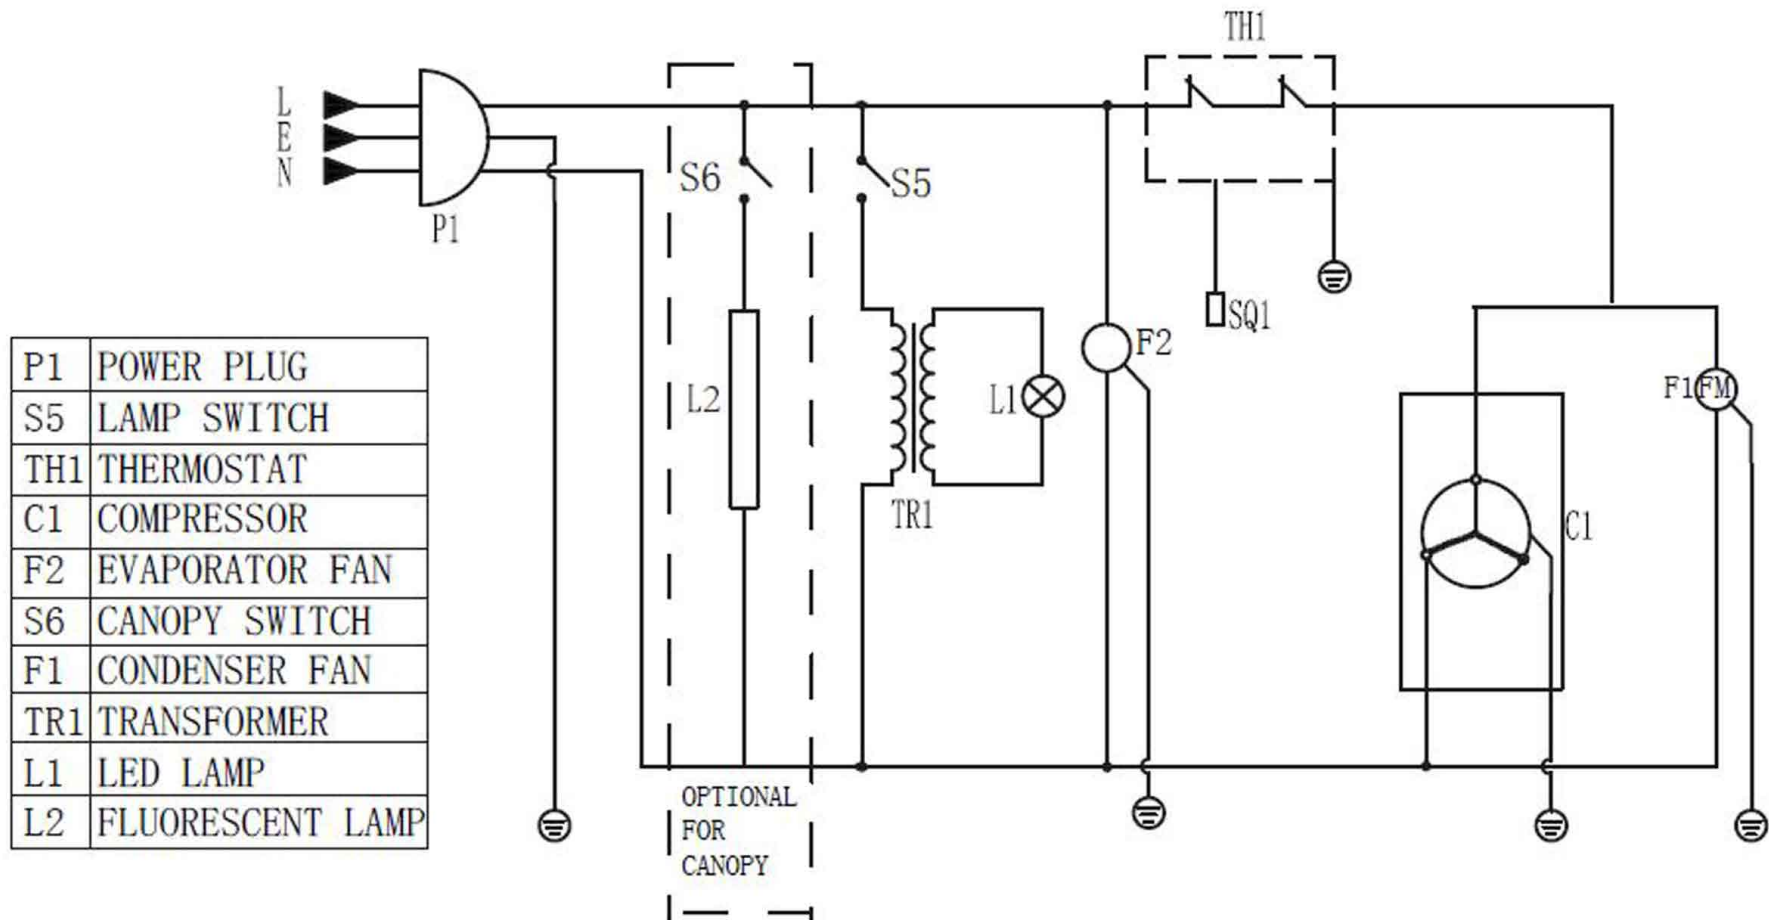 TH1
L
E
N
P1
S6
S5
SQ1
F2
L2
L1
F1 FM
TR1
C1
P1 POWER PLUG
S5 LAMP SWITCH
TH1 THERMOSTAT
C1 COMPRESSOR
F2 EVAPORATOR FAN
S6 CANOPY SWITCH
F1 CONDENSER FAN
TR1 TRANSFORMER
L1 LED LAMP
L2 FLUORESCENT LAMP
OPTIONAL
FOR
CANOPY